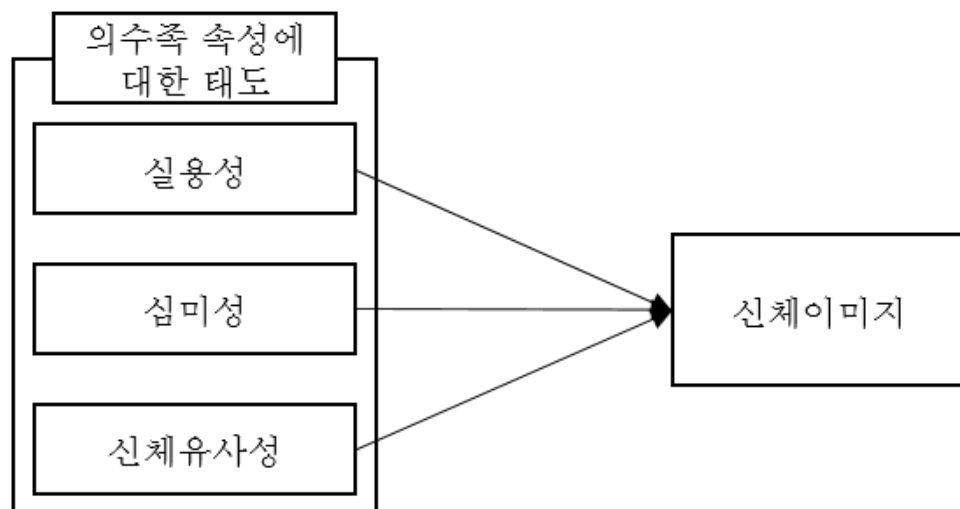 의수족 속성에
대한 태도
실용성
심미성
신체유사성
신체이미지